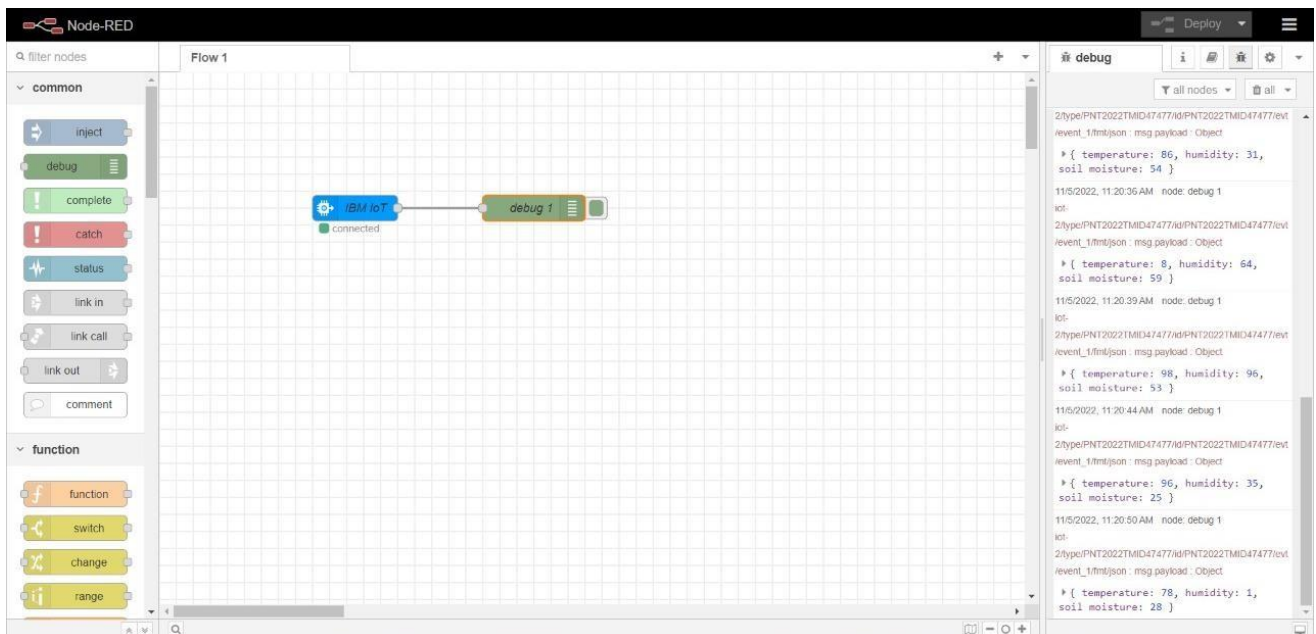 Node-RED
Deploy
filter nodes
Flow 1
debug
i
all nodes
all
common
inject
debug
complete
catch
status
link in
link call
link out
comment
function
function
switch
change
range
IBM IoT
connected
debug 1
2/type/PNT2022TMID47477/id/PNT2022TMID47477/evt
/event_1/fmt/json : msg.payload : Object
{ temperature: 86, humidity: 31,
soil moisture: 54 }
11/5/2022, 11:20:36 AM node: debug 1
iot-
2/type/PNT2022TMID47477/id/PNT2022TMID47477/evt
/event_1/fmt/json : msg.payload : Object
{ temperature: 8, humidity: 64,
soil moisture: 59 }
11/5/2022, 11:20:39 AM node: debug 1
iot-
2/type/PNT2022TMID47477/id/PNT2022TMID47477/evt
/event_1/fmt/json : msg.payload : Object
{ temperature: 98, humidity: 96,
soil moisture: 53 }
11/5/2022, 11:20:44 AM node: debug 1
iot-
2/type/PNT2022TMID47477/id/PNT2022TMID47477/evt
/event_1/fmt/json : msg.payload : Object
{ temperature: 96, humidity: 35,
soil moisture: 25 }
11/5/2022, 11:20:50 AM node: debug 1
iot-
2/type/PNT2022TMID47477/id/PNT2022TMID47477/evt
/event_1/fmt/json : msg.payload : Object
{ temperature: 78, humidity: 1,
soil moisture: 28 }